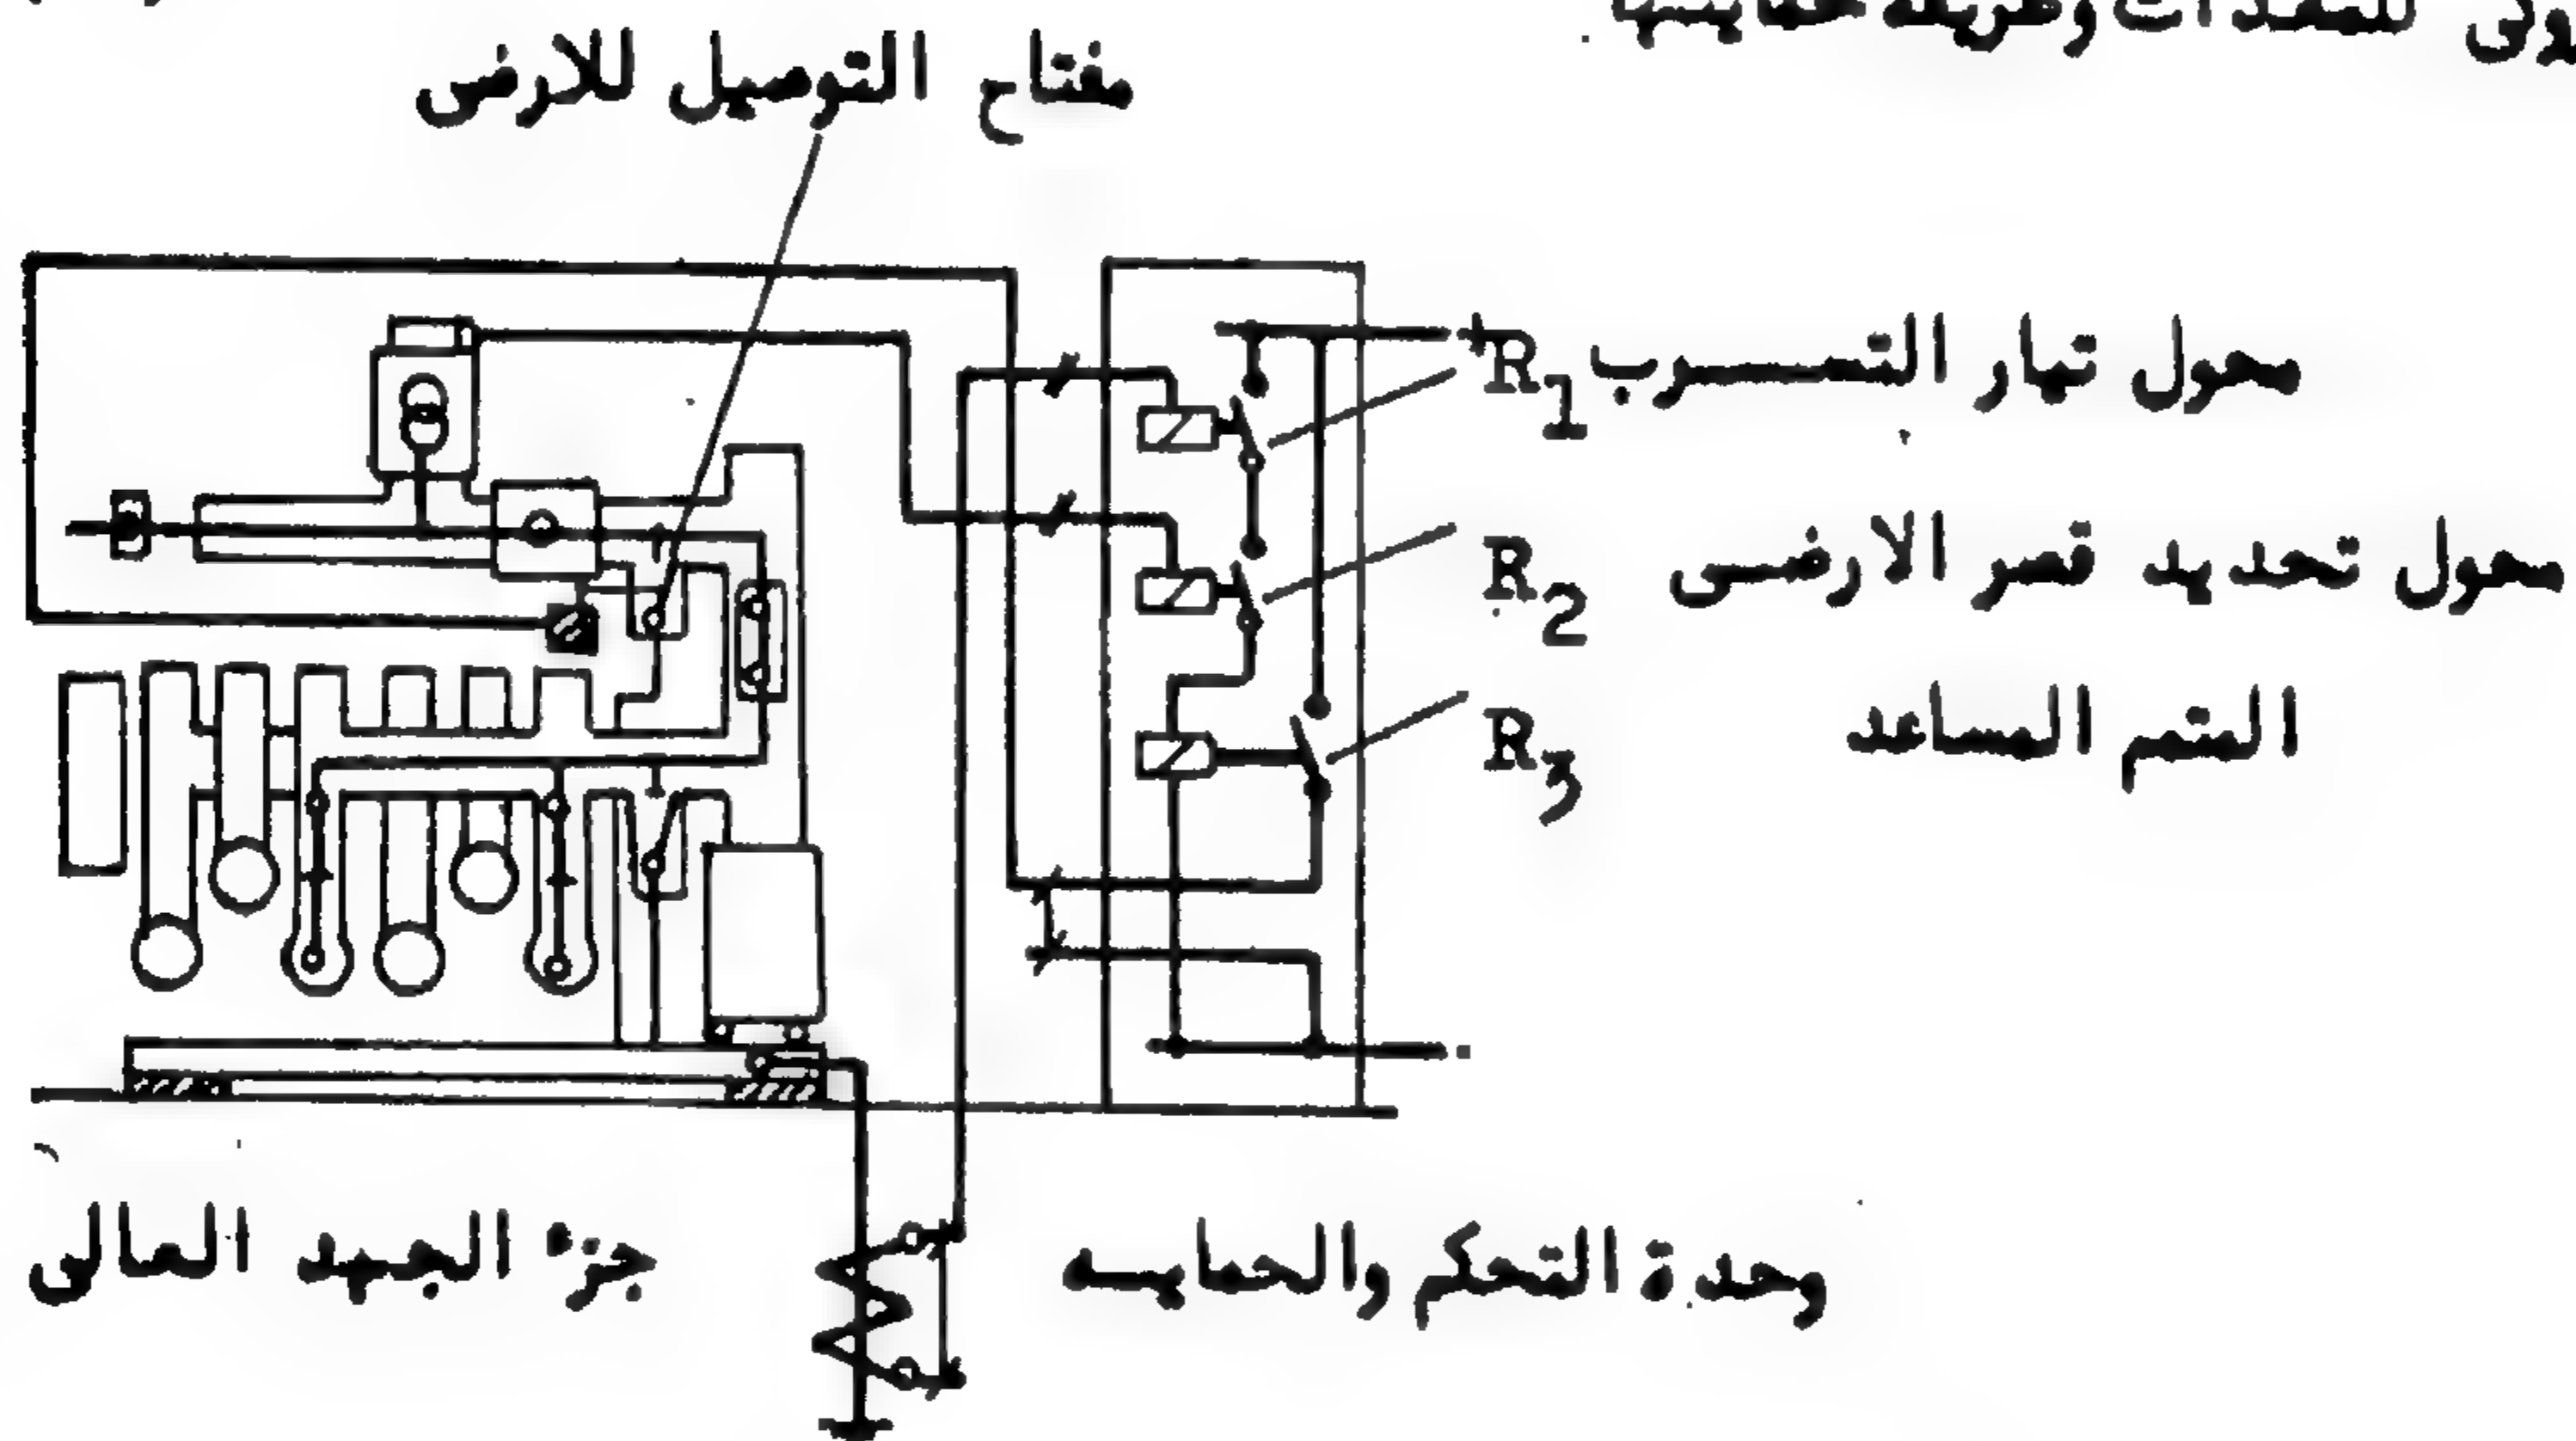 مفتاح التوصيل للارضى
+
R1 محول تيار التسرب
R2 محول تحديد قصر الارضى
R3 المتمم المساعد
جزء الجهد العالى
وحدة التحكم والحمايه